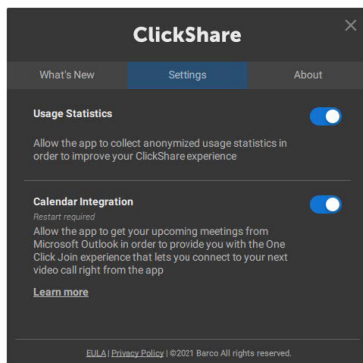 ClickShare
What's New Settings About
Usage Statistics
Allow the app to collect anonymized usage statistics in
order to improve your ClickShare experience
Calendar Integration
Restart required
Allow the app to get your upcoming meetings from
Microsoft Outlook in order to provide you with the One
Click Join experience that lets you connect to your next
video call right from the app
Learn more
EULA | Privacy Policy | ©2021 Barco All rights reserved.